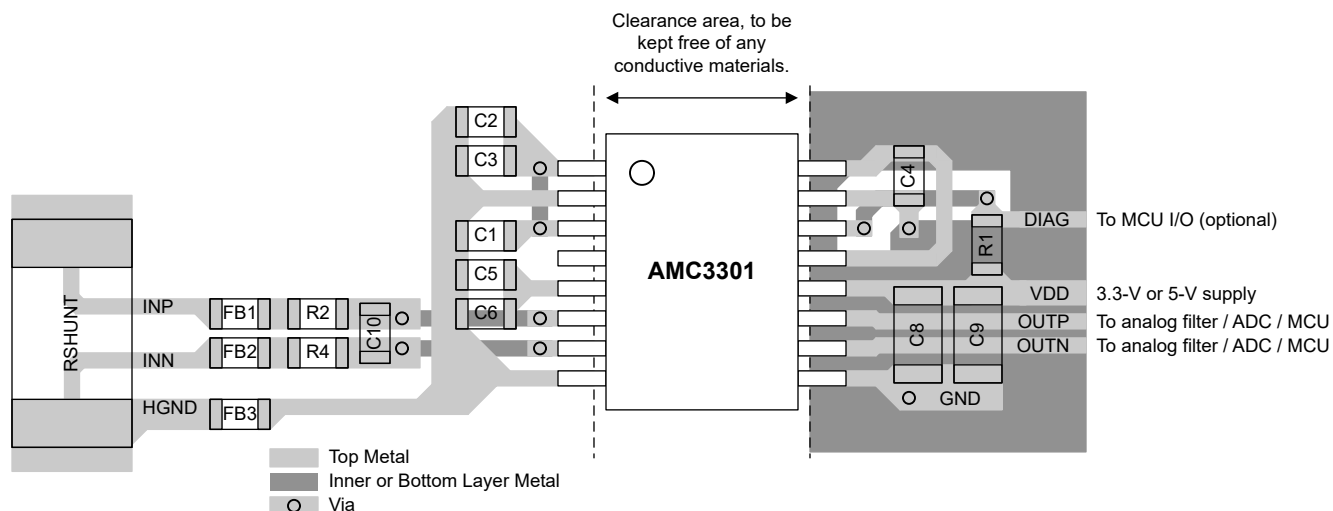 Clearance area, to be
kept free of any
conductive materials.
C2
C3
C4
C1
DIAG To MCU I/O (optional)
R1
AMC3301
C5
RSHUNT
INP
FB1
R2
C10
C6
VDD 3.3-V or 5-V supply
OUTP To analog filter / ADC / MCU
C8
C9
INN
FB2
R4
OUTN To analog filter / ADC / MCU
GND
HGND
FB3
Top Metal
Inner or Bottom Layer Metal
Via